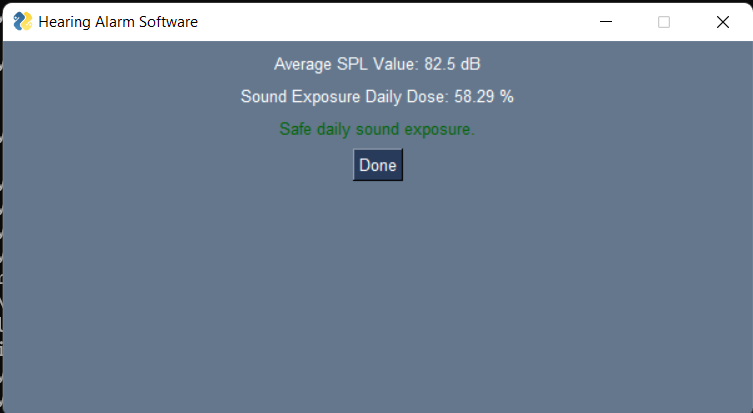 Hearing Alarm Software
Average SPL Value: 82.5 dB
Sound Exposure Daily Dose: 58.29 %
Safe daily sound exposure.
Done